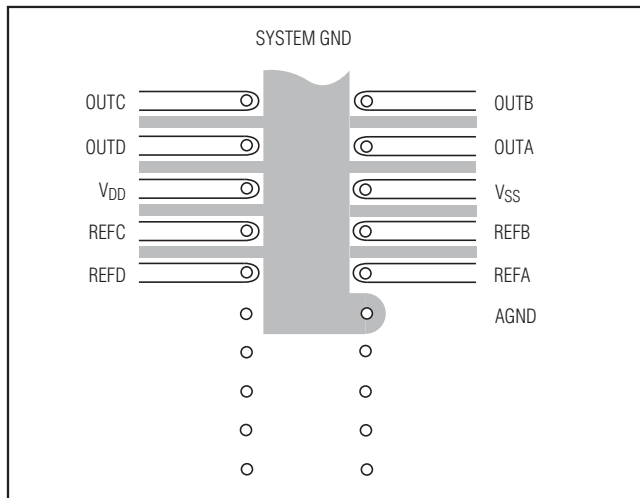 SYSTEM GND
OUTC OUTB
OUTD OUTA
VDD VSS
REFC REFB
REFD REFA
AGND